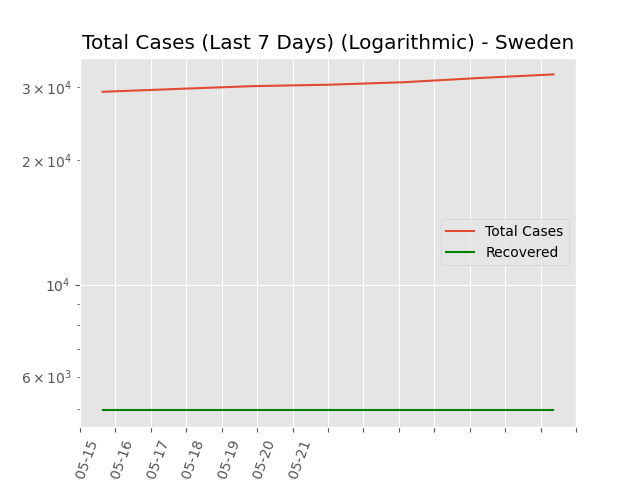 Total Cases (Last 7 Days) (Logarithmic) - Sweden
3 × 10⁴
2 × 10⁴
10⁴
6 × 10³
Total Cases
Recovered
05-15
05-16
05-17
05-18
05-19
05-20
05-21